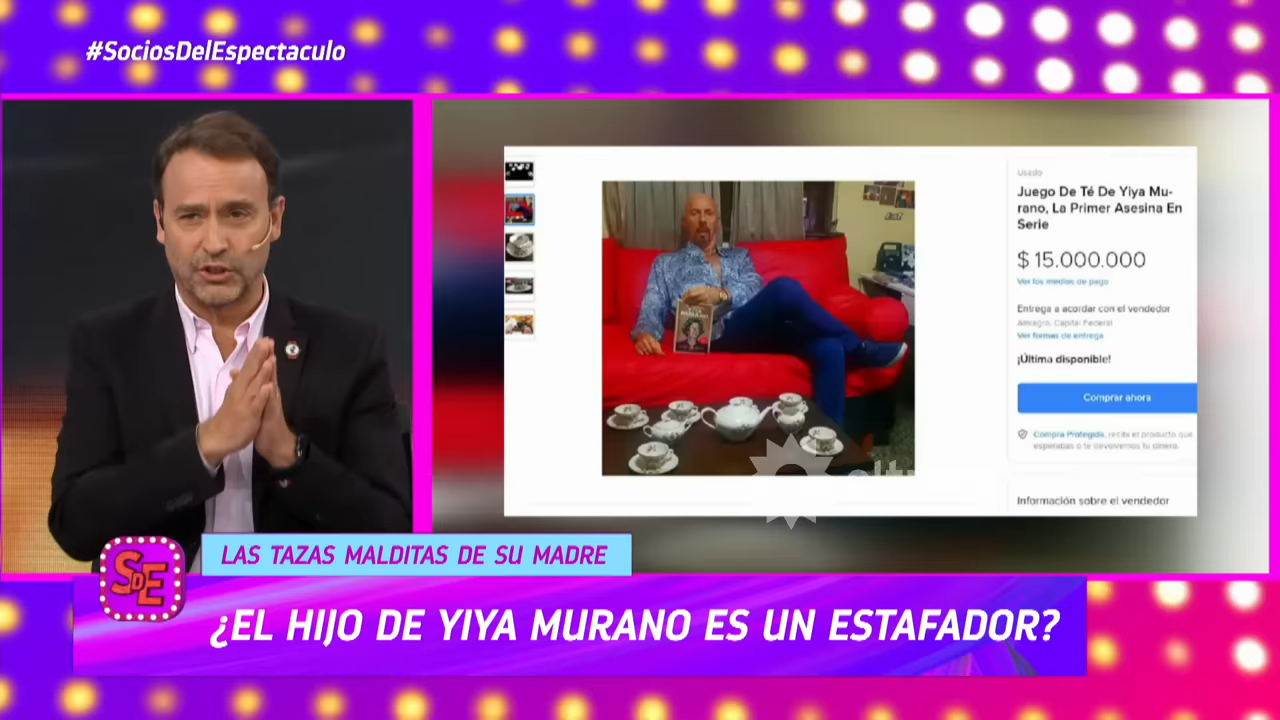 #SociosDelEspectaculo
Usado
Juego De Té De Yiya Mu-
rano, La Primer Asesina En
Serie
$ 15.000.000
Ver los medios de pago
Entrega a acordar con el vendedor
Almagro, Capital Federal
Ver formas de entrega
¡Última disponible!
Comprar ahora
Compra Protegida, recibí el producto que
esperabas o te devolvemos tu dinero.
Información sobre el vendedor
MURANO
eltr
LAS TAZAS MALDITAS DE SU MADRE
SDE
¿EL HIJO DE YIYA MURANO ES UN ESTAFADOR?